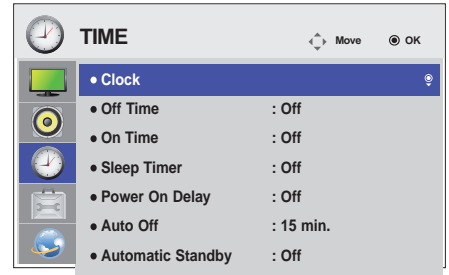 TIME Move OK
• Clock
• Off Time : Off
• On Time : Off
• Sleep Timer : Off
• Power On Delay : Off
• Auto Off : 15 min.
• Automatic Standby : Off